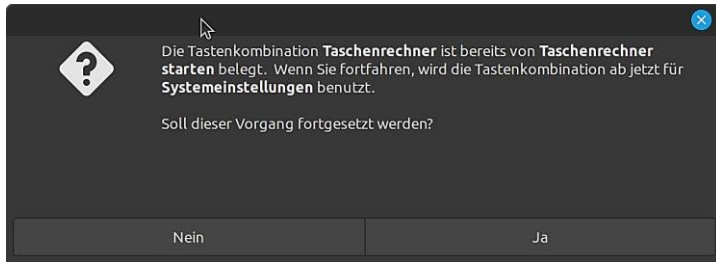 Die Tastenkombination Taschenrechner ist bereits von Taschenrechner
starten belegt.  Wenn Sie fortfahren, wird die Tastenkombination ab jetzt für
Systemeinstellungen benutzt.
Soll dieser Vorgang fortgesetzt werden?
Nein
Ja